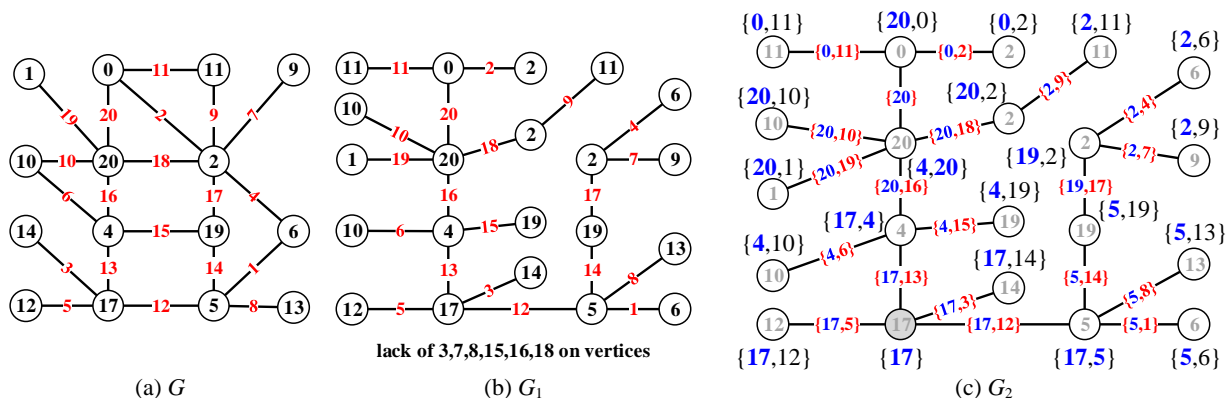 1 0 11 11 9
19 20 2 9 7
10 10 20 18 2
6 16 17 4
14 4 15 19 6
3 13 14 1
12 5 17 12 5 8 13
(a) G
11 11 0 2 2 11
10 20 9 6
10 18 2 4
1 19 20 2 7 9
16 17
10 6 4 15 19 19
13 14 13
14 3 8
12 5 17 12 5 1 6
lack of 3,7,8,15,16,18 on vertices
(b) G1
{0,11} {20,0} {0,2} {2,11} {2,6}
11 {0,11} 0 {0,2} 2 11 6
{20,10} {20} {20,2} {2,9} {2,4} {2,9}
10 {20,10} 20 {20,18} 2 2 {2,7} 9
{20,1} {20,19} {4,20} {19,2}
1 {20,16} {4,19} {19,17} {5,19}
{17,4} 4 {4,15} 19 19 {5,13}
{4,10} {4,6} {17,14} 13
10 {17,13} 14 {5,14} {5,8}
{17,3}
12 {17,5} 17 {17,12} 5 {5,1} 6
{17,12} {17} {17,5} {5,6}
(c) G2